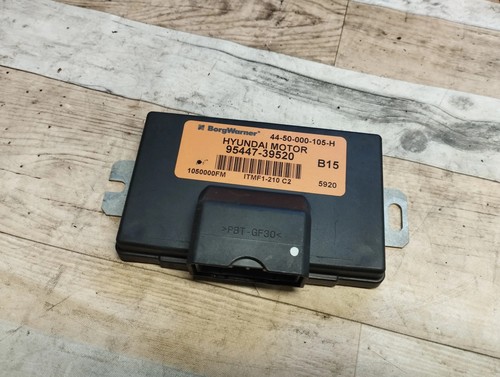 BorgWarner 44-50-000-105-H
HYUNDAI MOTOR
95447-39520
B15
1050000FM ITMF1-210 C2 5920
>PBT-GF30<